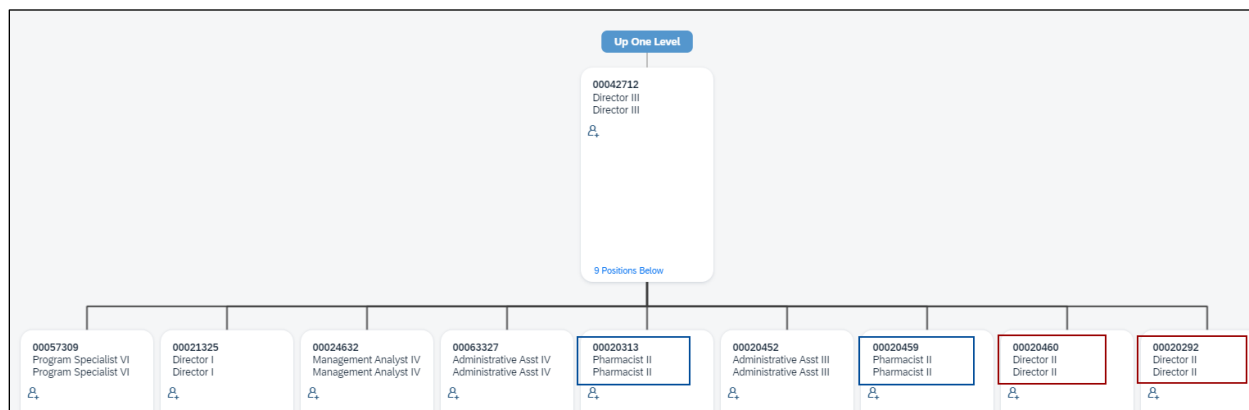 Up One Level
00042712
Director III
Director III
9 Positions Below
00057309
Program Specialist VI
Program Specialist VI
00021325
Director I
Director I
00024632
Management Analyst IV
Management Analyst IV
00063327
Administrative Asst IV
Administrative Asst IV
00020313
Pharmacist II
Pharmacist II
00020452
Administrative Asst III
Administrative Asst III
00020459
Pharmacist II
Pharmacist II
00020460
Director II
Director II
00020292
Director II
Director II